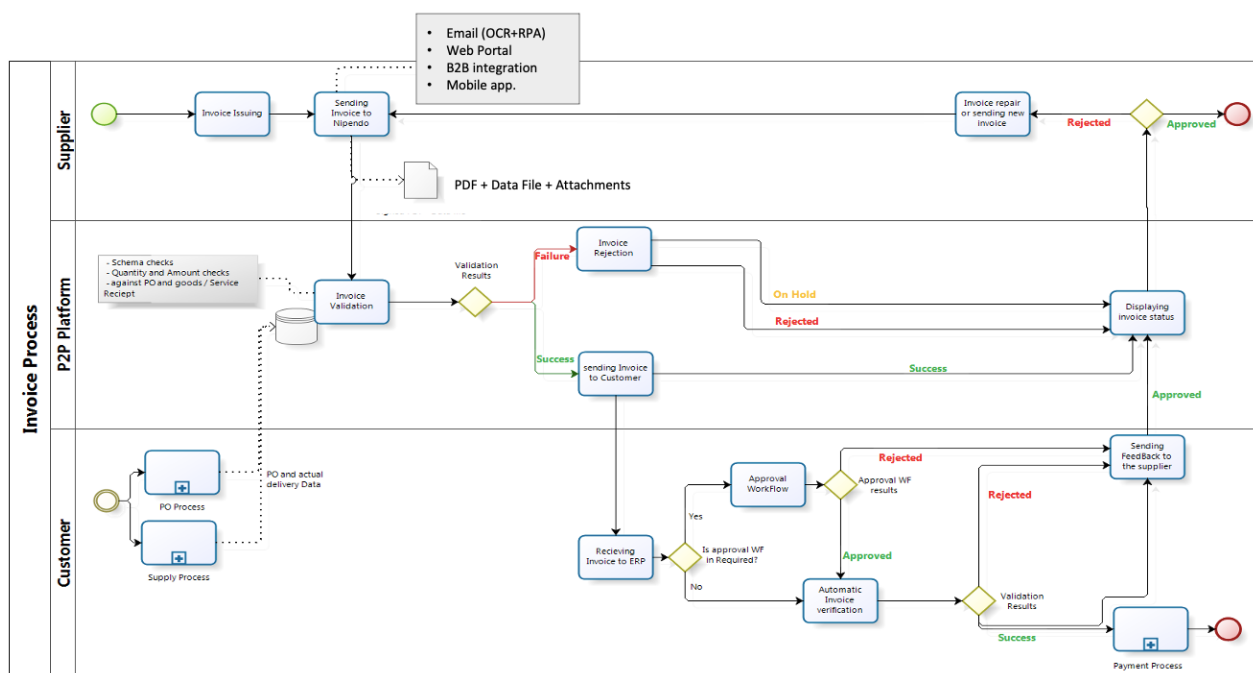 • Email (OCR+RPA)
• Web Portal
• B2B integration
• Mobile app.
Invoice Process
Supplier
Invoice Issuing
Sending
Invoice to
Nipendo
Invoice repair
or sending new
invoice
Rejected
Approved
PDF + Data File + Attachments
P2P Platform
- Schema checks
- Quantity and Amount checks
- against PO and goods / Service
Reciept
Invoice
Validation
Validation
Results
Failure
Invoice
Rejection
On Hold
Rejected
Displaying
invoice status
Success
sending Invoice
to Customer
Success
Approved
Customer
PO Process
Supply Process
PO and actual
delivery Data
Recieving
Invoice to ERP
Is approval WF
in Required?
Yes
No
Approval
WorkFlow
Approval WF
results
Rejected
Approved
Automatic
Invoice
verification
Validation
Results
Rejected
Success
Sending
FeedBack to
the supplier
Payment Process